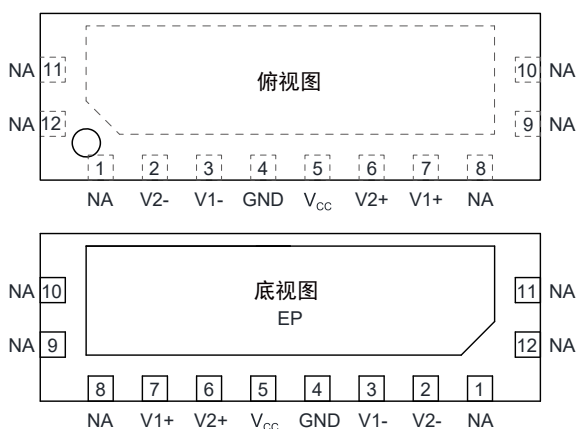 俯视图
NA 11 10 NA
NA 12 9 NA
1 2 3 4 5 6 7 8
NA V2- V1- GND VCC V2+ V1+ NA
底视图
EP
NA 10 11 NA
NA 9 12 NA
8 7 6 5 4 3 2 1
NA V1+ V2+ VCC GND V1- V2- NA